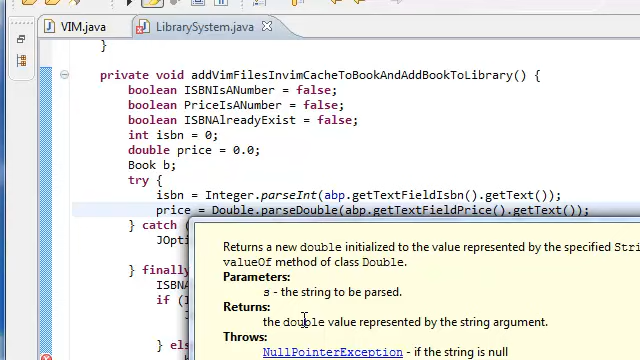 VIM.java
LibrarySystem.java
}
private void addVimFilesInvimCacheToBookAndAddBookToLibrary() {
boolean ISBNIsANumber = false;
boolean PriceIsANumber = false;
boolean ISBNAlreadyExist = false;
int isbn = 0;
double price = 0.0;
Book b;
try {
isbn = Integer.parseInt(abp.getTextFieldIsbn().getText());
price = Double.parseDouble(abp.getTextFieldPrice().getText());
} catch (
JOpti
} finall
ISBNA
if (I
J
} els
Returns a new double initialized to the value represented by the specified Stri
valueOf method of class Double.
Parameters:
s - the string to be parsed.
Returns:
the double value represented by the string argument.
Throws:
NullPointerException - if the string is null